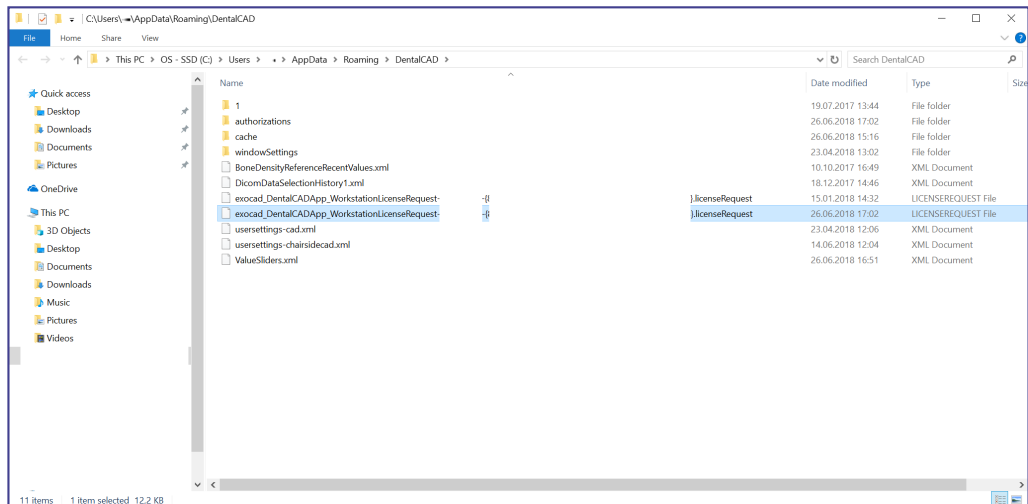 C:\Users\ \AppData\Roaming\DentalCAD
File Home Share View
This PC > OS - SSD (C:) > Users > > AppData > Roaming > DentalCAD >
Search DentalCAD
Name Date modified Type Size
Quick access
Desktop
Downloads
Documents
Pictures
OneDrive
This PC
3D Objects
Desktop
Documents
Downloads
Music
Pictures
Videos
1 19.07.2017 13:44 File folder
authorizations 26.06.2018 17:02 File folder
cache 26.06.2018 15:16 File folder
windowSettings 23.04.2018 13:02 File folder
BoneDensityReferenceRecentValues.xml 10.10.2017 16:49 XML Document
DicomDataSelectionHistory1.xml 18.12.2017 14:46 XML Document
exocad_DentalCADApp_WorkstationLicenseRequest- -{ }.licenseRequest 15.01.2018 14:32 LICENSEREQUEST File
exocad_DentalCADApp_WorkstationLicenseRequest- -{ }.licenseRequest 26.06.2018 17:02 LICENSEREQUEST File
usersettings-cad.xml 23.04.2018 12:06 XML Document
usersettings-chairsidecad.xml 14.06.2018 12:04 XML Document
ValueSliders.xml 26.06.2018 16:51 XML Document
11 items 1 item selected 12.2 KB